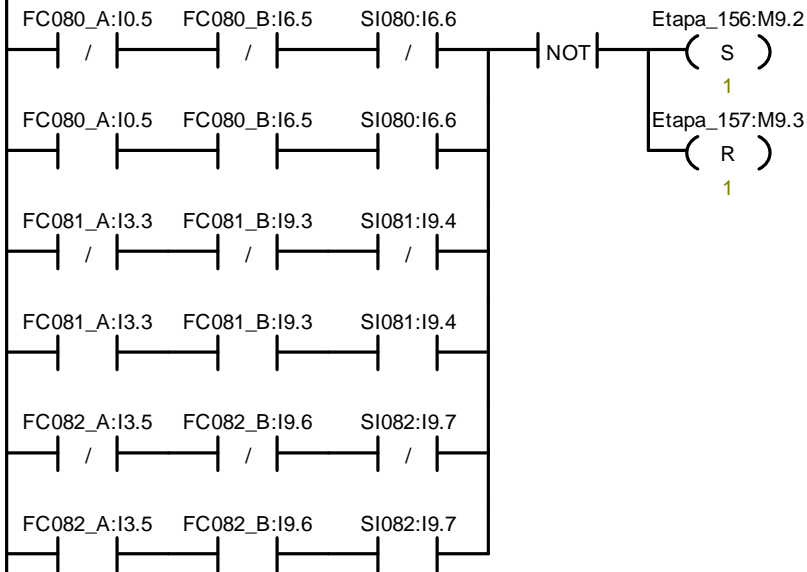 FC080_A:I0.5 FC080_B:I6.5 SI080:I6.6 Etapa_156:M9.2
/ / / NOT S
1
FC080_A:I0.5 FC080_B:I6.5 SI080:I6.6 Etapa_157:M9.3
R
1
FC081_A:I3.3 FC081_B:I9.3 SI081:I9.4
/ / /
FC081_A:I3.3 FC081_B:I9.3 SI081:I9.4
FC082_A:I3.5 FC082_B:I9.6 SI082:I9.7
/ / /
FC082_A:I3.5 FC082_B:I9.6 SI082:I9.7